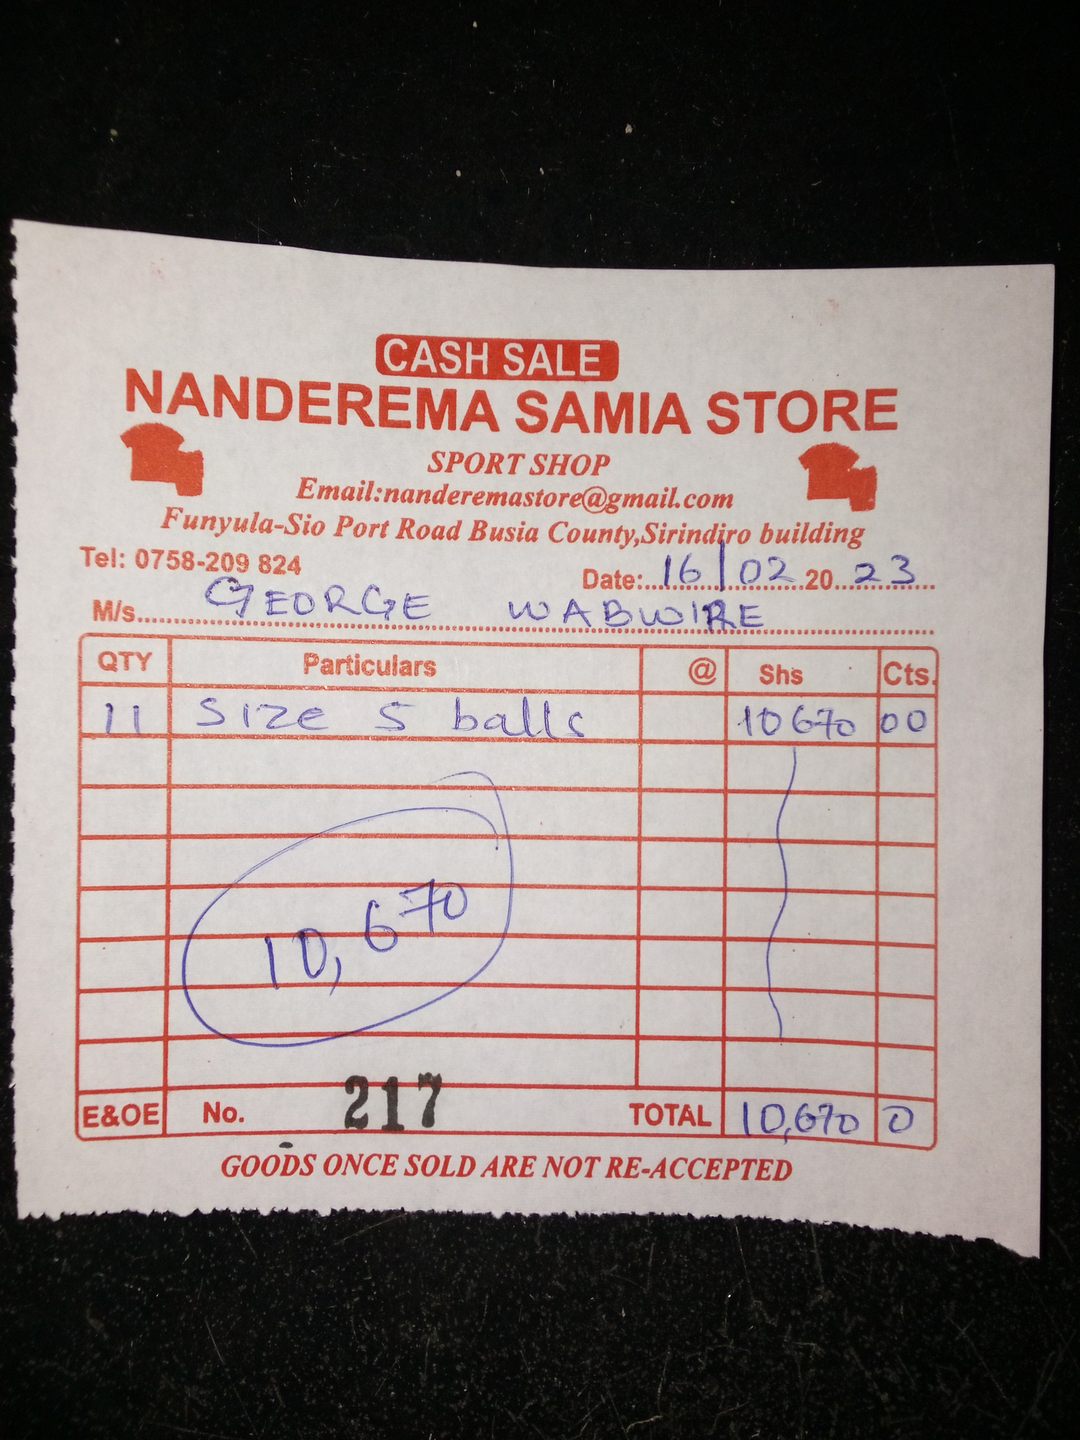 CASH SALE
NANDEREMA SAMIA STORE
SPORT SHOP
Email:nanderemastore@gmail.com
Funyula-Sio Port Road Busia County,Sirindiro building
Tel: 0758-209 824
Date:..16/02.20..23...
M/s...GEORGE WABWIRE
QTY Particulars @ Shs Cts.
11 Size 5 balls 10670 00
10,670
E&OE No. 217 TOTAL 10,670 0
GOODS ONCE SOLD ARE NOT RE-ACCEPTED